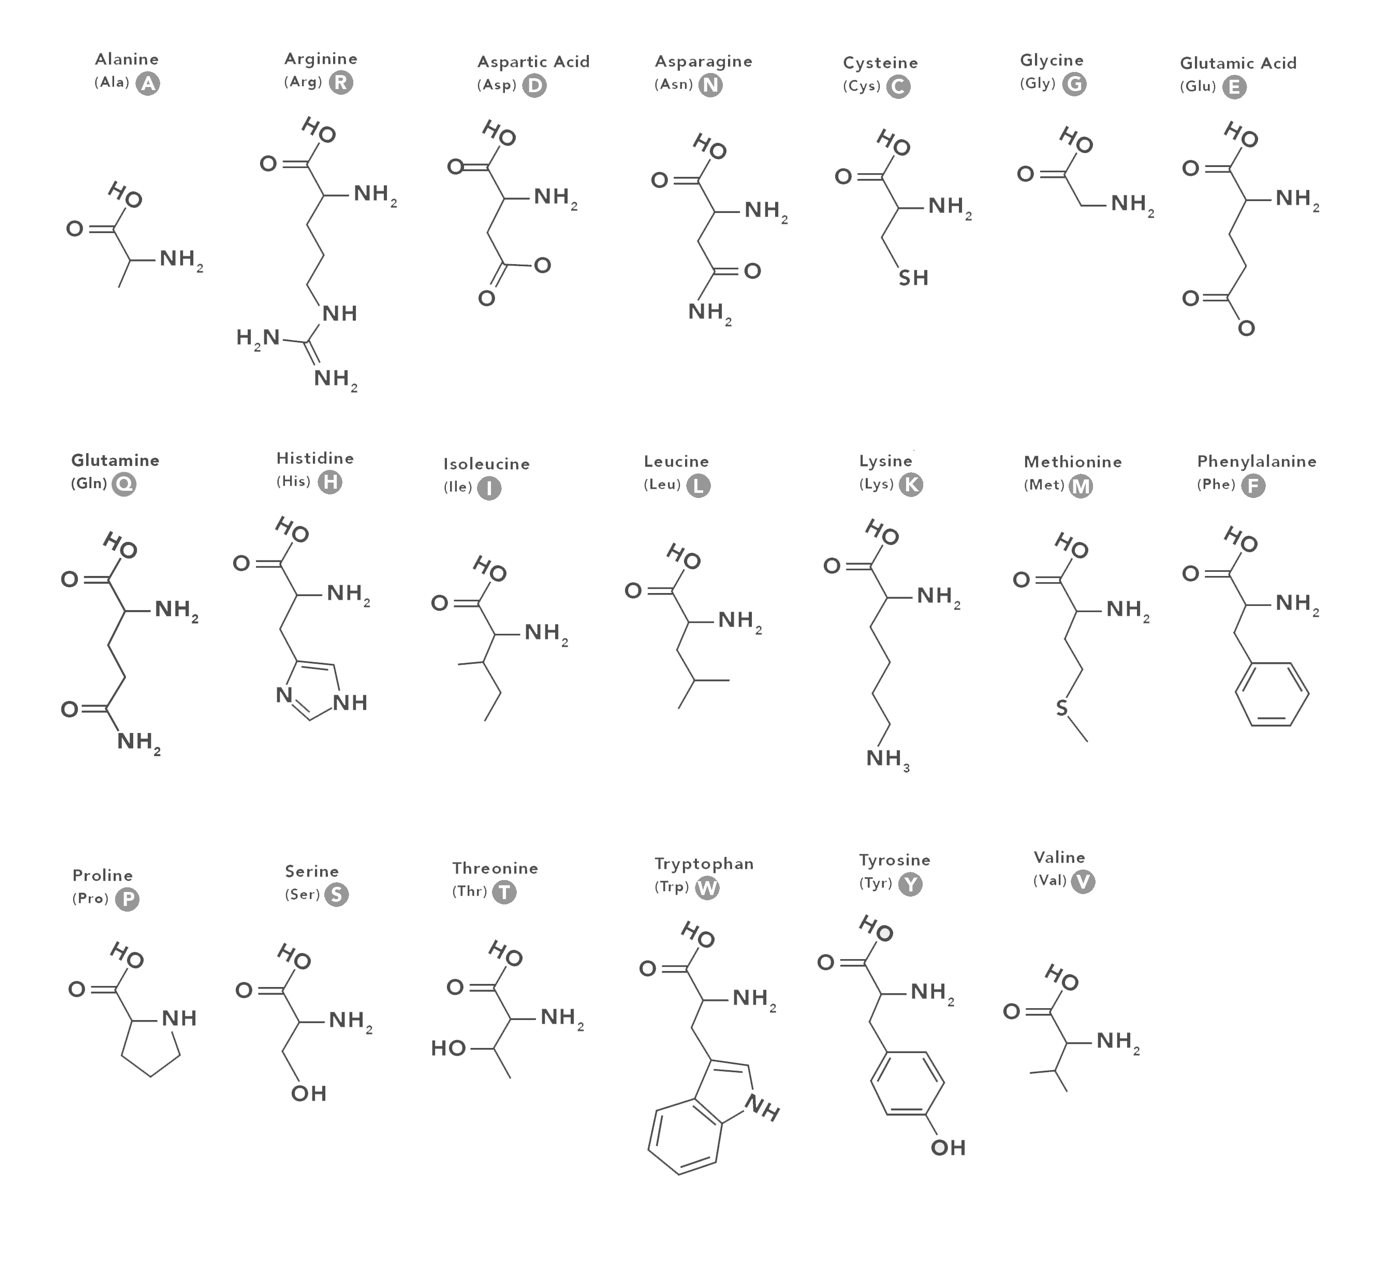 Alanine
(Ala) A
HO
O
NH2
Arginine
(Arg) R
HO
O
NH2
NH
H2N
NH2
Aspartic Acid
(Asp) D
HO
O
NH2
O
O
Asparagine
(Asn) N
HO
O
NH2
O
NH2
Cysteine
(Cys) C
HO
O
NH2
SH
Glycine
(Gly) G
HO
O
NH2
Glutamic Acid
(Glu) E
HO
O
NH2
O
O
Glutamine
(Gln) Q
HO
O
NH2
O
NH2
Histidine
(His) H
HO
O
NH2
N
NH
Isoleucine
(Ile) I
HO
O
NH2
Leucine
(Leu) L
HO
O
NH2
Lysine
(Lys) K
HO
O
NH2
NH3
Methionine
(Met) M
HO
O
NH2
S
Phenylalanine
(Phe) F
HO
O
NH2
Proline
(Pro) P
HO
O
NH
Serine
(Ser) S
HO
O
NH2
OH
Threonine
(Thr) T
HO
O
NH2
HO
Tryptophan
(Trp) W
HO
O
NH2
NH
Tyrosine
(Tyr) Y
HO
O
NH2
OH
Valine
(Val) V
HO
O
NH2